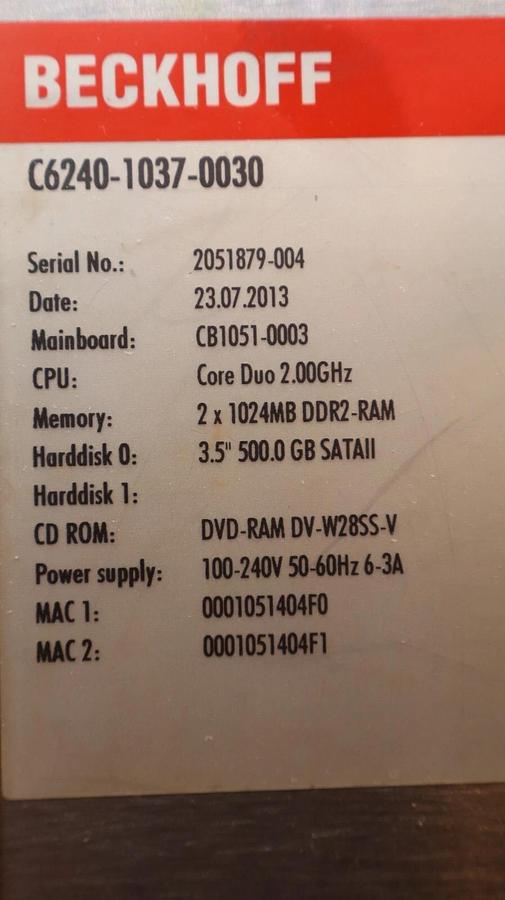 BECKHOFF
C6240-1037-0030
Serial No.: 2051879-004
Date: 23.07.2013
Mainboard: CB1051-0003
CPU: Core Duo 2.00GHz
Memory: 2 x 1024MB DDR2-RAM
Harddisk 0: 3.5" 500.0 GB SATAII
Harddisk 1:
CD ROM: DVD-RAM DV-W28SS-V
Power supply: 100-240V 50-60Hz 6-3A
MAC 1: 0001051404F0
MAC 2: 0001051404F1